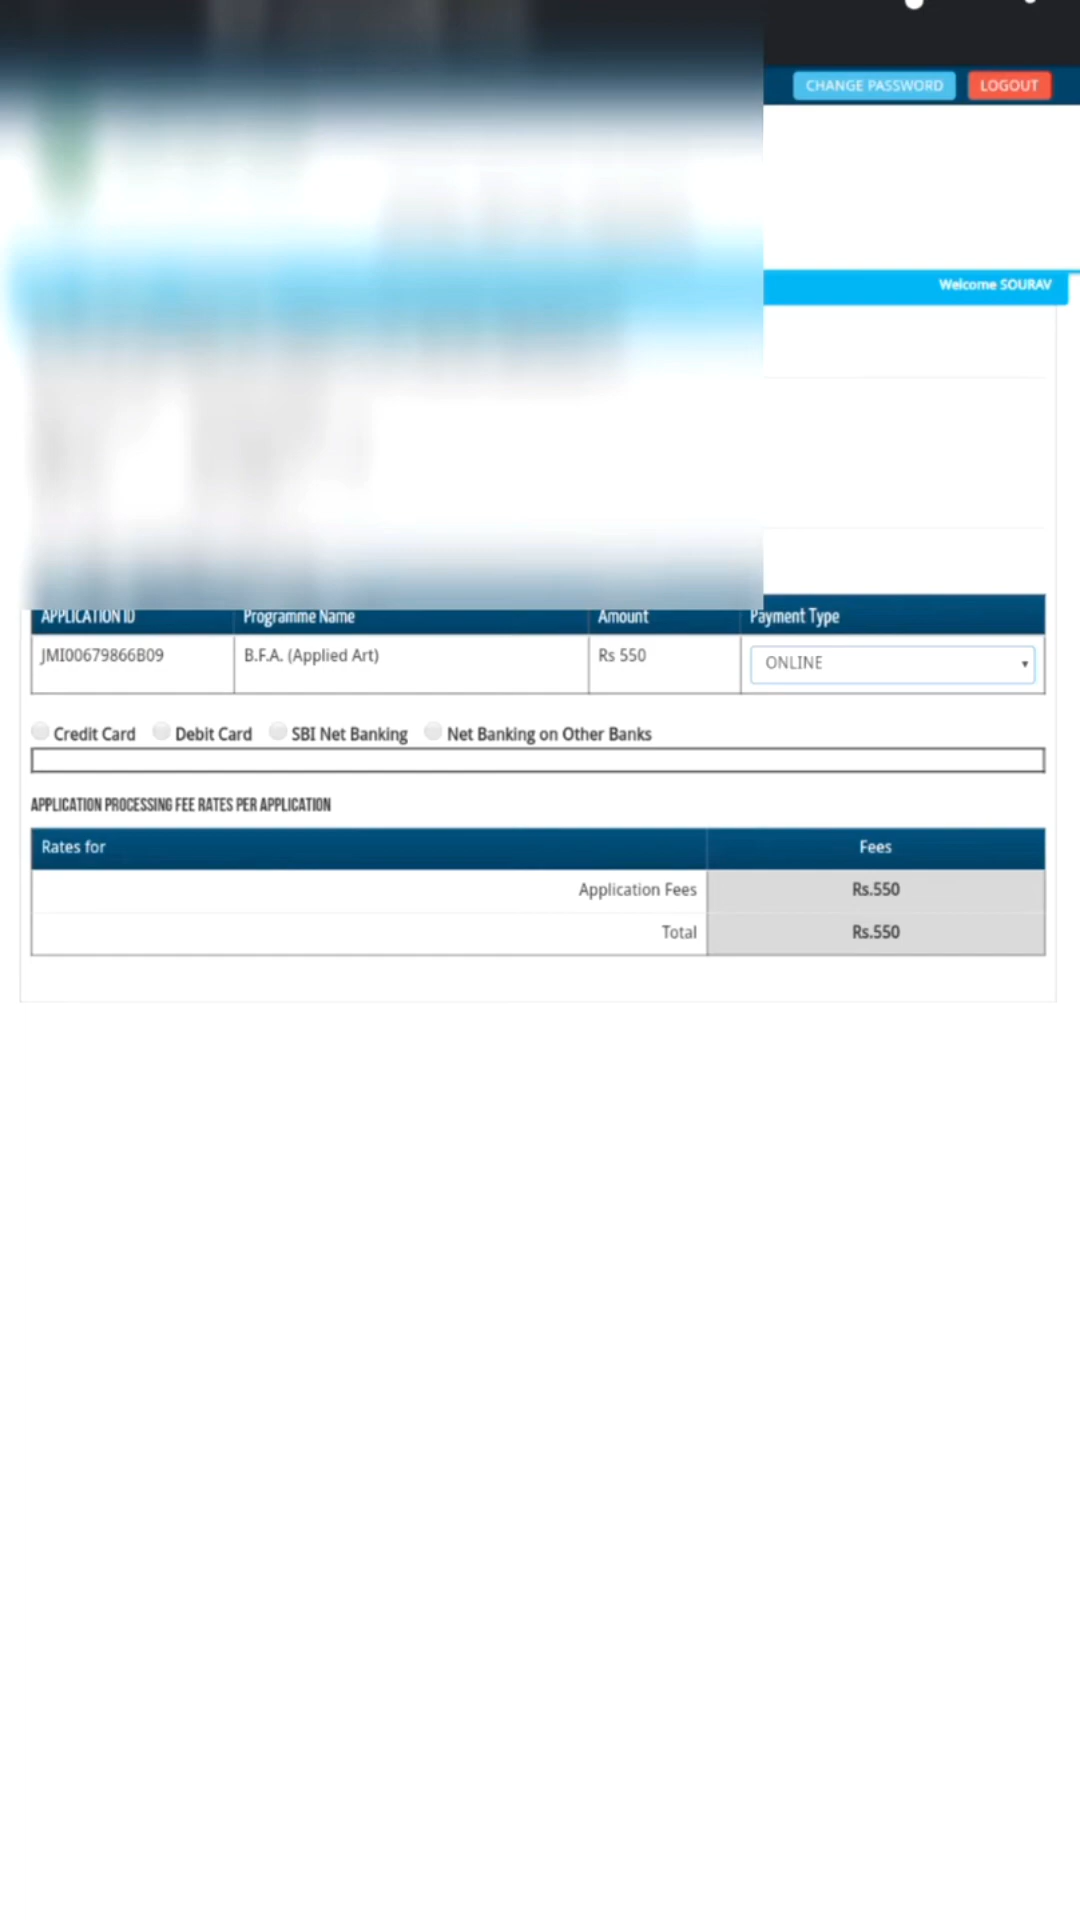 CHANGE PASSWORD LOGOUT
Welcome SOURAV
APPLICATION ID Programme Name Amount Payment Type
JMI00679866B09 B.F.A. (Applied Art) Rs 550 ONLINE
Credit Card Debit Card SBI Net Banking Net Banking on Other Banks
APPLICATION PROCESSING FEE RATES PER APPLICATION
Rates for Fees
Application Fees Rs.550
Total Rs.550